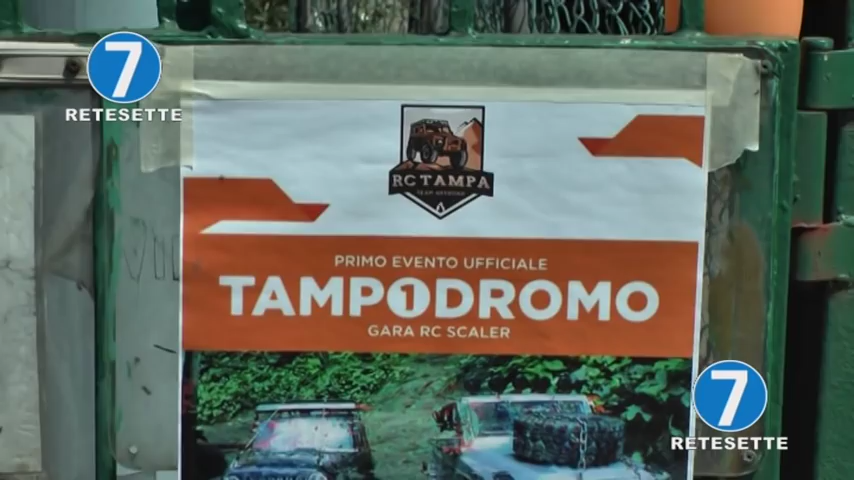 7
RETESETTE
RC TAMPA
PRIMO EVENTO UFFICIALE
TAMP1DROMO
GARA RC SCALER
7
RETESETTE